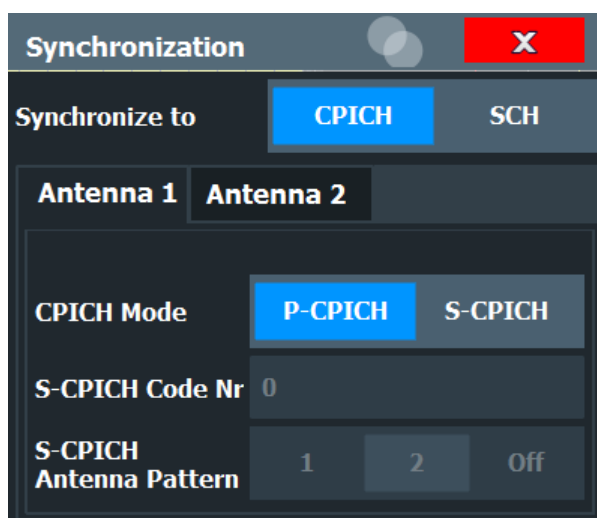 Synchronization X
Synchronize to CPICH SCH
Antenna 1 Antenna 2
CPICH Mode P-CPICH S-CPICH
S-CPICH Code Nr 0
S-CPICH
Antenna Pattern 1 2 Off